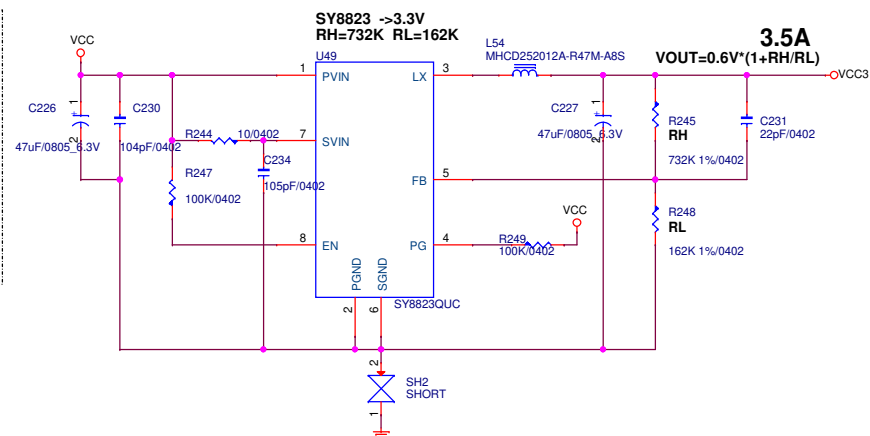 SY8823 ->3.3V
RH=732K RL=162K
3.5A
VOUT=0.6V*(1+RH/RL)
VCC
U49
L54
MHCD252012A-R47M-A8S
VCC3
1
PVIN
LX
3
C226
1
2
47uF/0805_6.3V
C230
104pF/0402
R244
10/0402
7
SVIN
C234
105pF/0402
R247
100K/0402
C227
1
2
47uF/0805_6.3V
R245
RH
732K 1%/0402
C231
22pF/0402
FB
5
R248
RL
162K 1%/0402
8
EN
PG
4
R249
100K/0402
VCC
PGND
SGND
SY8823QUC
2
6
2
SH2
SHORT
1